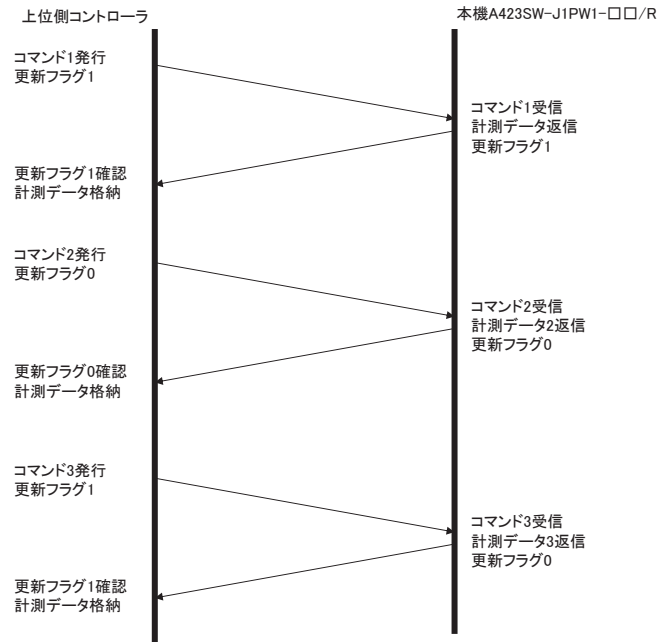 上位側コントローラ
本機A423SW-J1PW1-□□/R
コマンド1発行
更新フラグ1
コマンド1受信
計測データ返信
更新フラグ1
更新フラグ1確認
計測データ格納
コマンド2発行
更新フラグ0
コマンド2受信
計測データ2返信
更新フラグ0
更新フラグ0確認
計測データ格納
コマンド3発行
更新フラグ1
コマンド3受信
計測データ3返信
更新フラグ0
更新フラグ1確認
計測データ格納